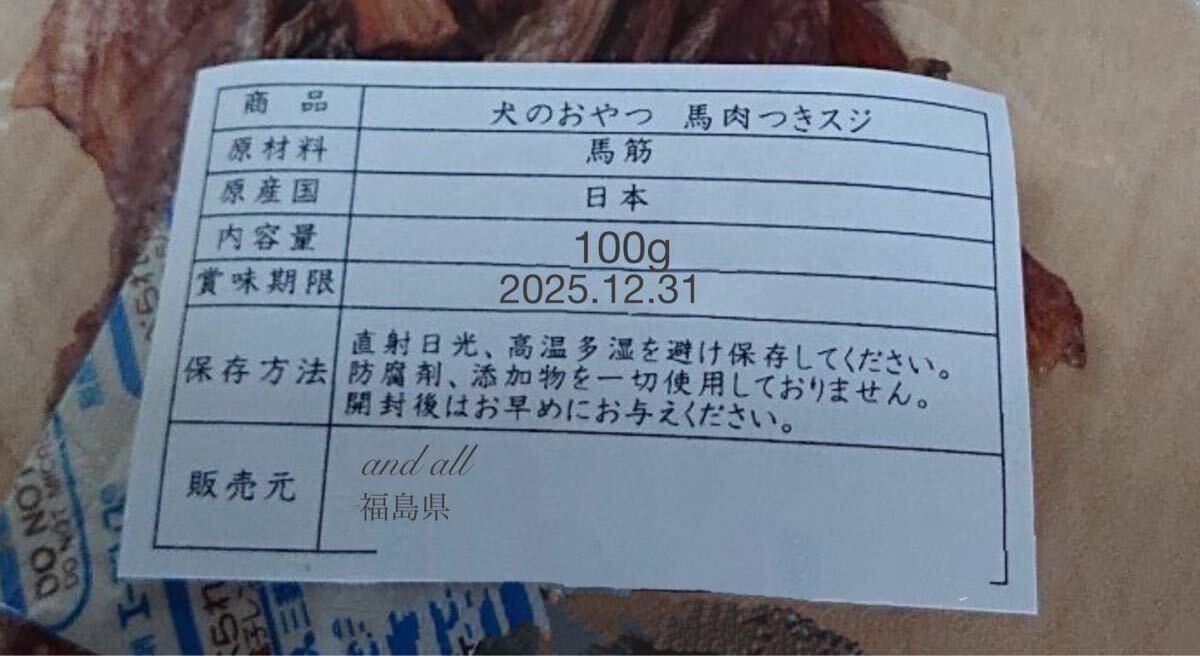 商品 犬のおやつ 馬肉つきスジ
原材料 馬筋
原産国 日本
内容量 100g
賞味期限 2025.12.31
保存方法 直射日光、高温多湿を避け保存してください。
防腐剤、添加物を一切使用しておりません。
開封後はお早めにお与えください。
販売元 and all
福島県
DO NOT